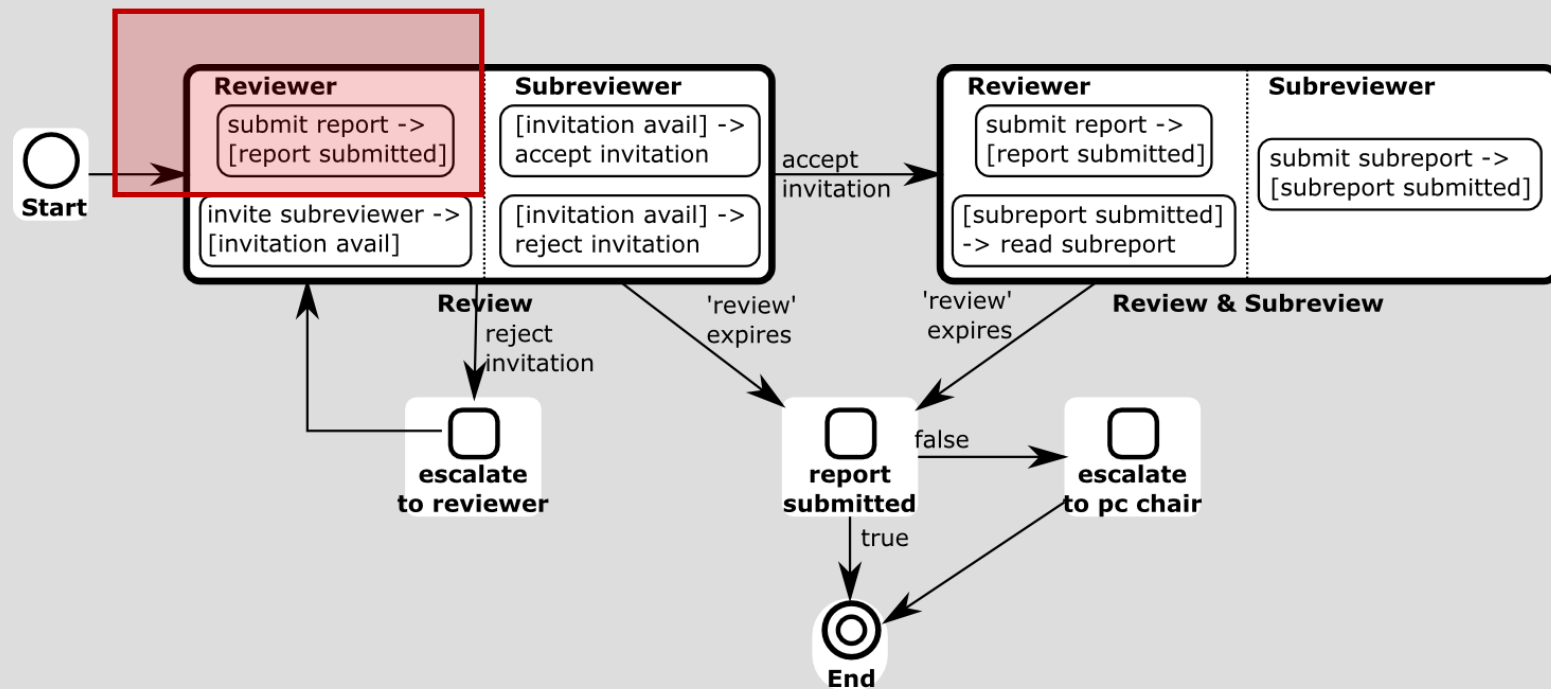 Reviewer
submit report ->
[report submitted]
invite subreviewer ->
[invitation avail]
Subreviewer
[invitation avail] ->
accept invitation
[invitation avail] ->
reject invitation
accept
invitation
Reviewer
submit report ->
[report submitted]
[subreport submitted]
-> read subreport
Subreviewer
submit subreport ->
[subreport submitted]
Start
Review
Review & Subreview
reject
invitation
'review'
expires
'review'
expires
escalate
to reviewer
report
submitted
false
escalate
to pc chair
true
End